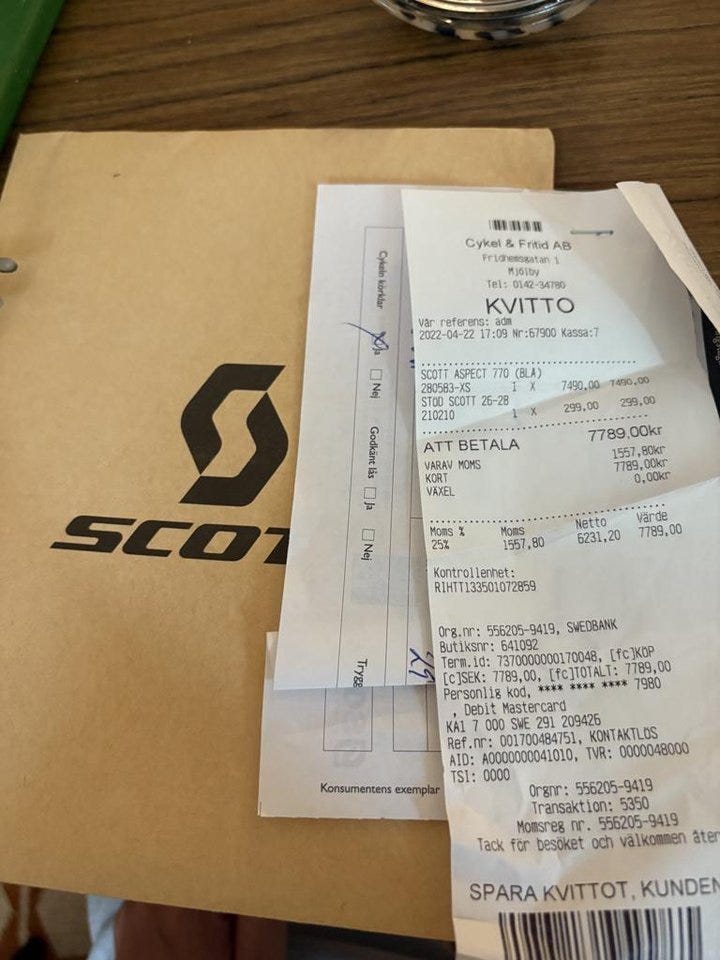 SCOT
Cykeln körklar
Ja
Nej
Godkänt lås
Ja
Nej
Trygg
Konsumentens exemplar
Cykel & Fritid AB
Fridhemsgatan 1
Mjölby
Tel: 0142-34780
KVITTO
Vår referens: adm
2022-04-22 17:09 Nr:67900 Kassa:7
SCOTT ASPECT 770 (BLÅ)
280583-XS 1 X 7490,00 7490,00
STÖD SCOTT 26-28
210210 1 X 299,00 299,00
ATT BETALA 7789,00kr
VARAV MOMS 1557,80kr
KORT 7789,00kr
VÄXEL 0,00kr
Moms % Moms Netto Värde
25% 1557,80 6231,20 7789,00
Kontrollenhet:
RIHTT133501072859
Org.nr: 556205-9419, SWEDBANK
Butiksnr: 641092
Term.id: 7370000000170048, [fc]KÖP
[c]SEK: 7789,00, [fc]TOTALT: 7789,00
Personlig kod, **** **** **** 7980
, Debit Mastercard
KA1 7 000 SWE 291 209426
Ref.nr: 001700484751, KONTAKTLÖS
AID: A0000000041010, TVR: 0000048000
TSI: 0000
Orgnr: 556205-9419
Transaktion: 5350
Momsreg nr. 556205-9419
Tack för besöket och välkommen åter
SPARA KVITTOT, KUNDEN